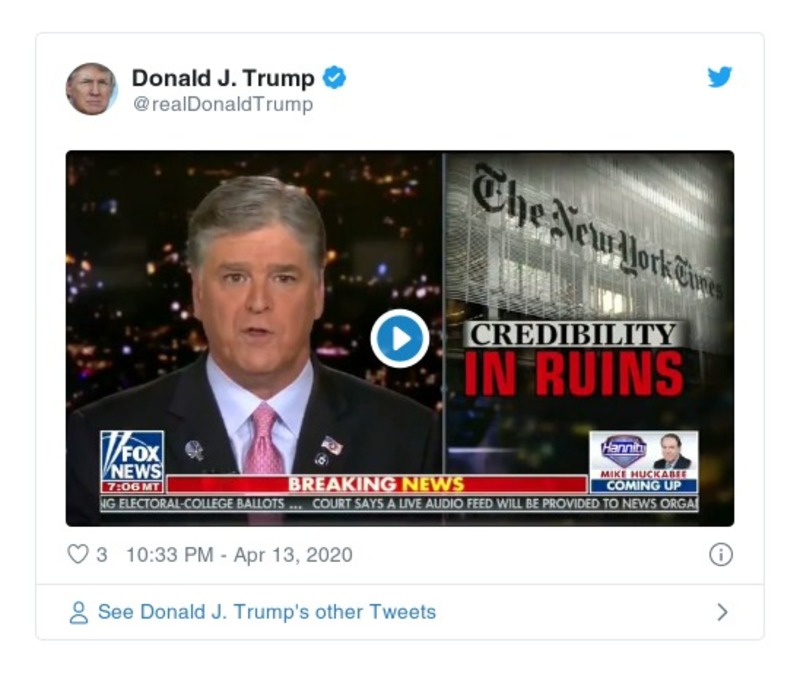 Donald J. Trump
@realDonaldTrump
The New York Times
CREDIBILITY
IN RUINS
FOX
NEWS
7:06 MT
BREAKING NEWS
Hannity
MIKE HUCKABEE
COMING UP
NG ELECTORAL-COLLEGE BALLOTS ... COURT SAYS A LIVE AUDIO FEED WILL BE PROVIDED TO NEWS ORGA
3 10:33 PM - Apr 13, 2020
See Donald J. Trump's other Tweets